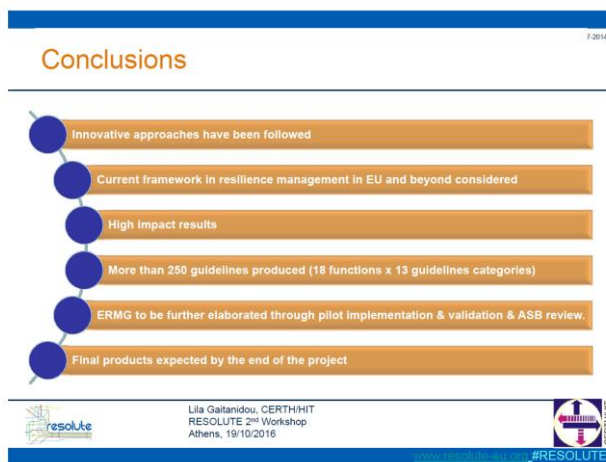 7-2014
Conclusions
Innovative approaches have been followed
Current framework in resilience management in EU and beyond considered
High impact results
More than 250 guidelines produced (18 functions x 13 guidelines categories)
ERMG to be further elaborated through pilot implementation & validation & ASB review.
Final products expected by the end of the project
resolute
Lila Gaitanidou, CERTH/HIT
RESOLUTE 2nd Workshop
Athens, 19/10/2016
www.resolute-eu.org #RESOLUTE